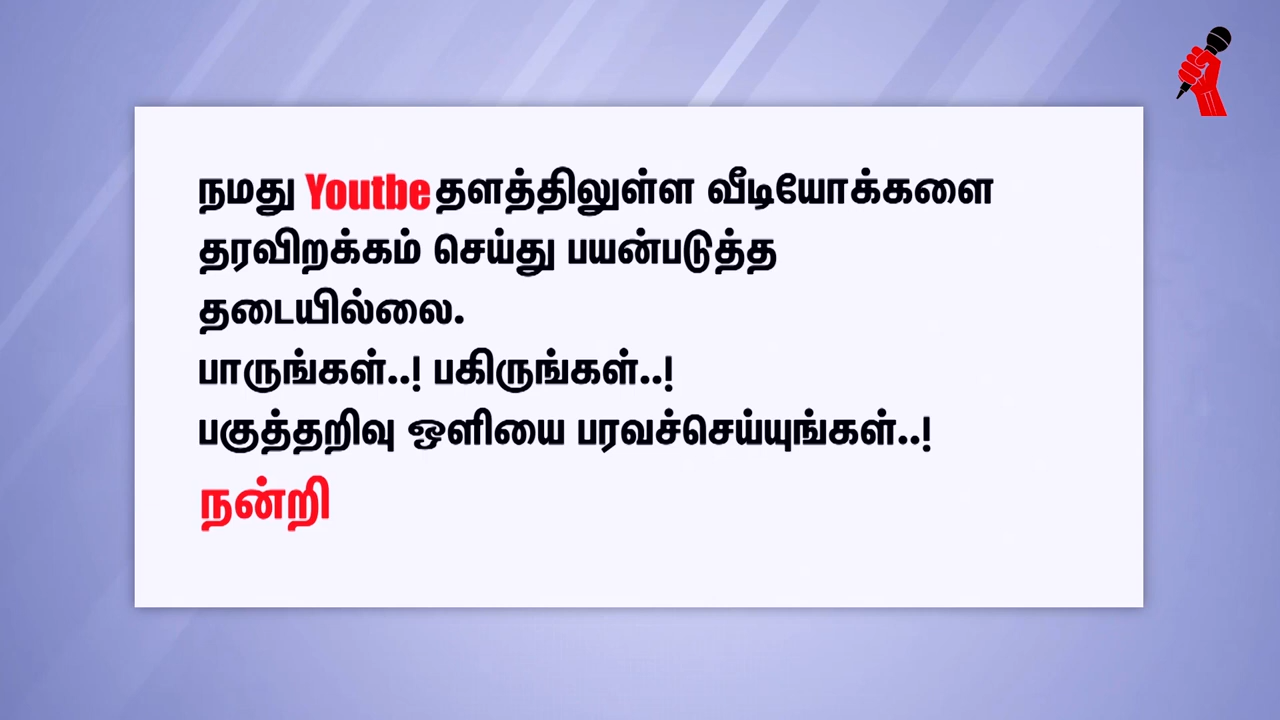 நமது Youtbe தளத்திலுள்ள வீடியோக்களை
தரவிறக்கம் செய்து பயன்படுத்த
தடையில்லை.
பாருங்கள்..! பகிருங்கள்..!
பகுத்தறிவு ஒளியை பரவச்செய்யுங்கள்..!
நன்றி